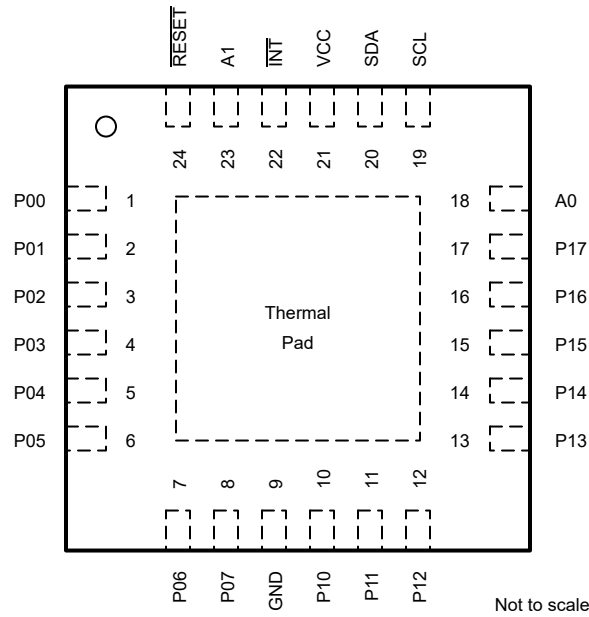 R̅E̅S̅E̅T̅
A1
I̅N̅T̅
VCC
SDA
SCL
24
23
22
21
20
19
P00 1
18 A0
P01 2
17 P17
P02 3
16 P16
P03 4
15 P15
P04 5
14 P14
P05 6
13 P13
Thermal
Pad
7
8
9
10
11
12
P06
P07
GND
P10
P11
P12
Not to scale